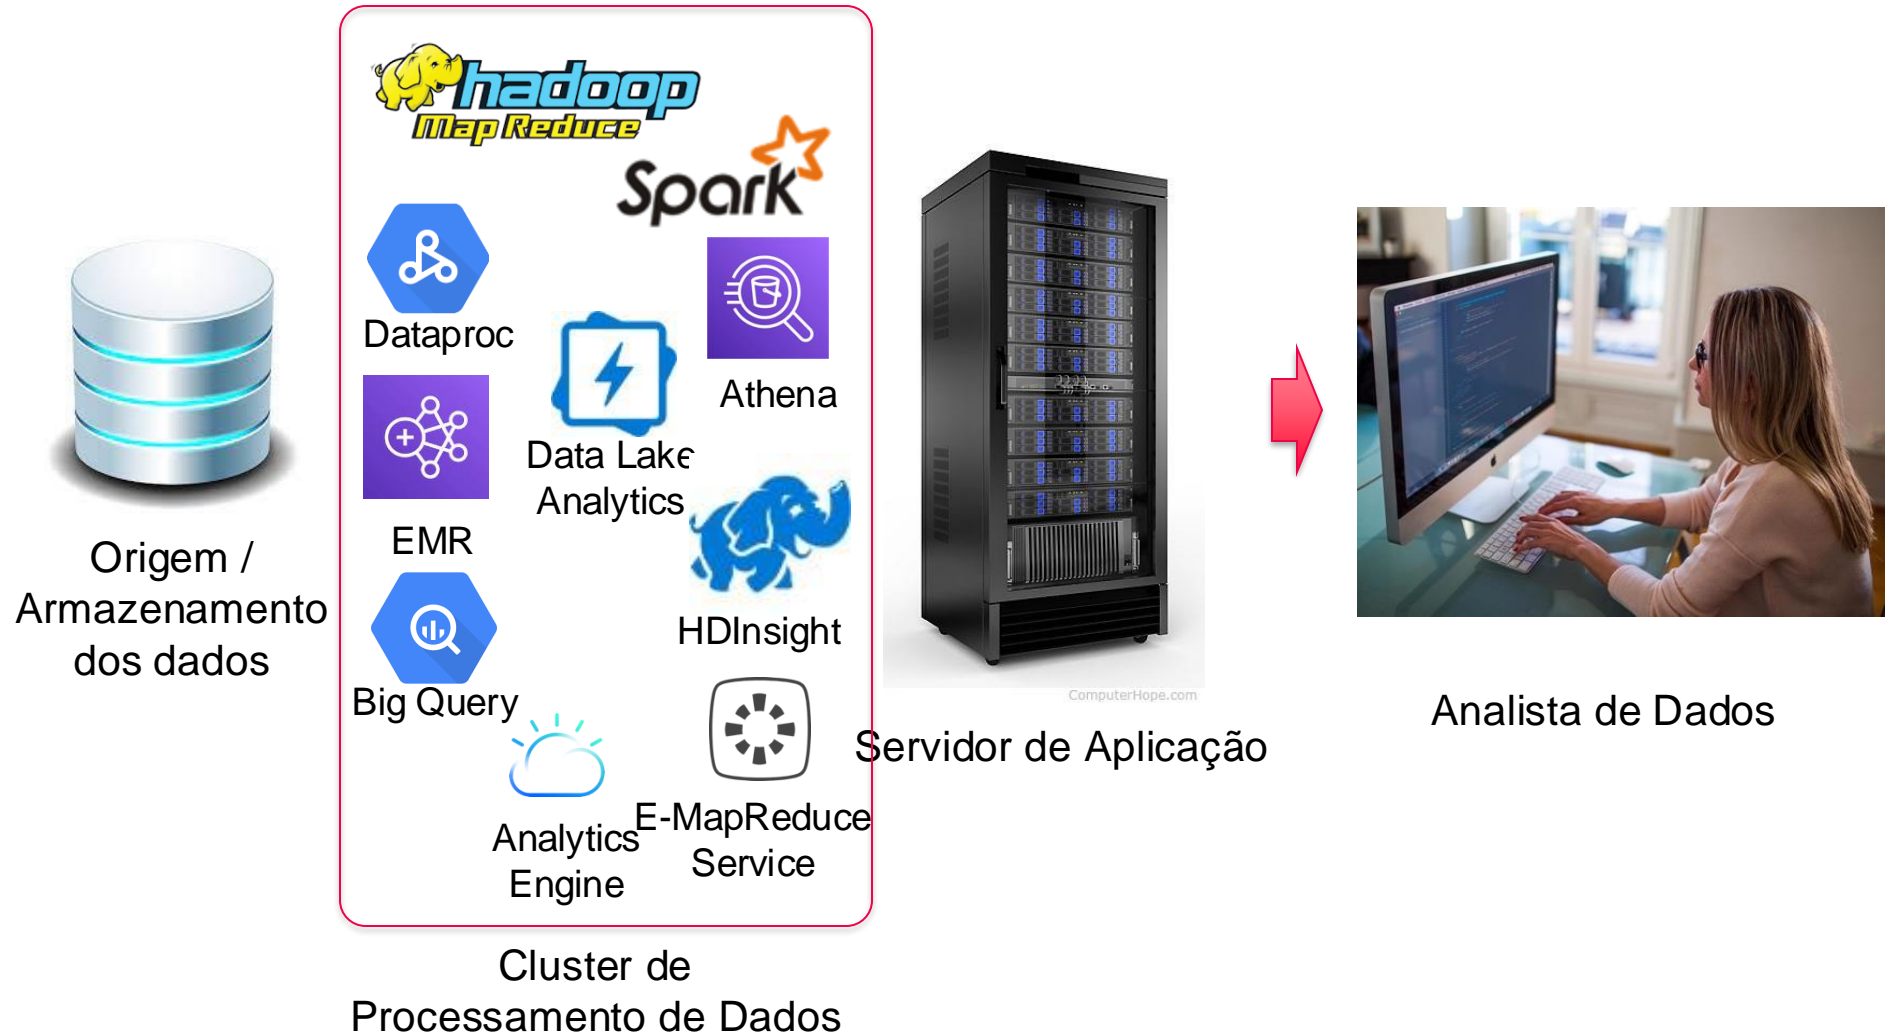 hadoop
Map Reduce
Spark
Dataproc
Athena
Data Lake
Analytics
EMR
HDInsight
Big Query
Analytics
Engine
E-MapReduce
Service
Origem /
Armazenamento
dos dados
Cluster de
Processamento de Dados
ComputerHope.com
Servidor de Aplicação
Analista de Dados